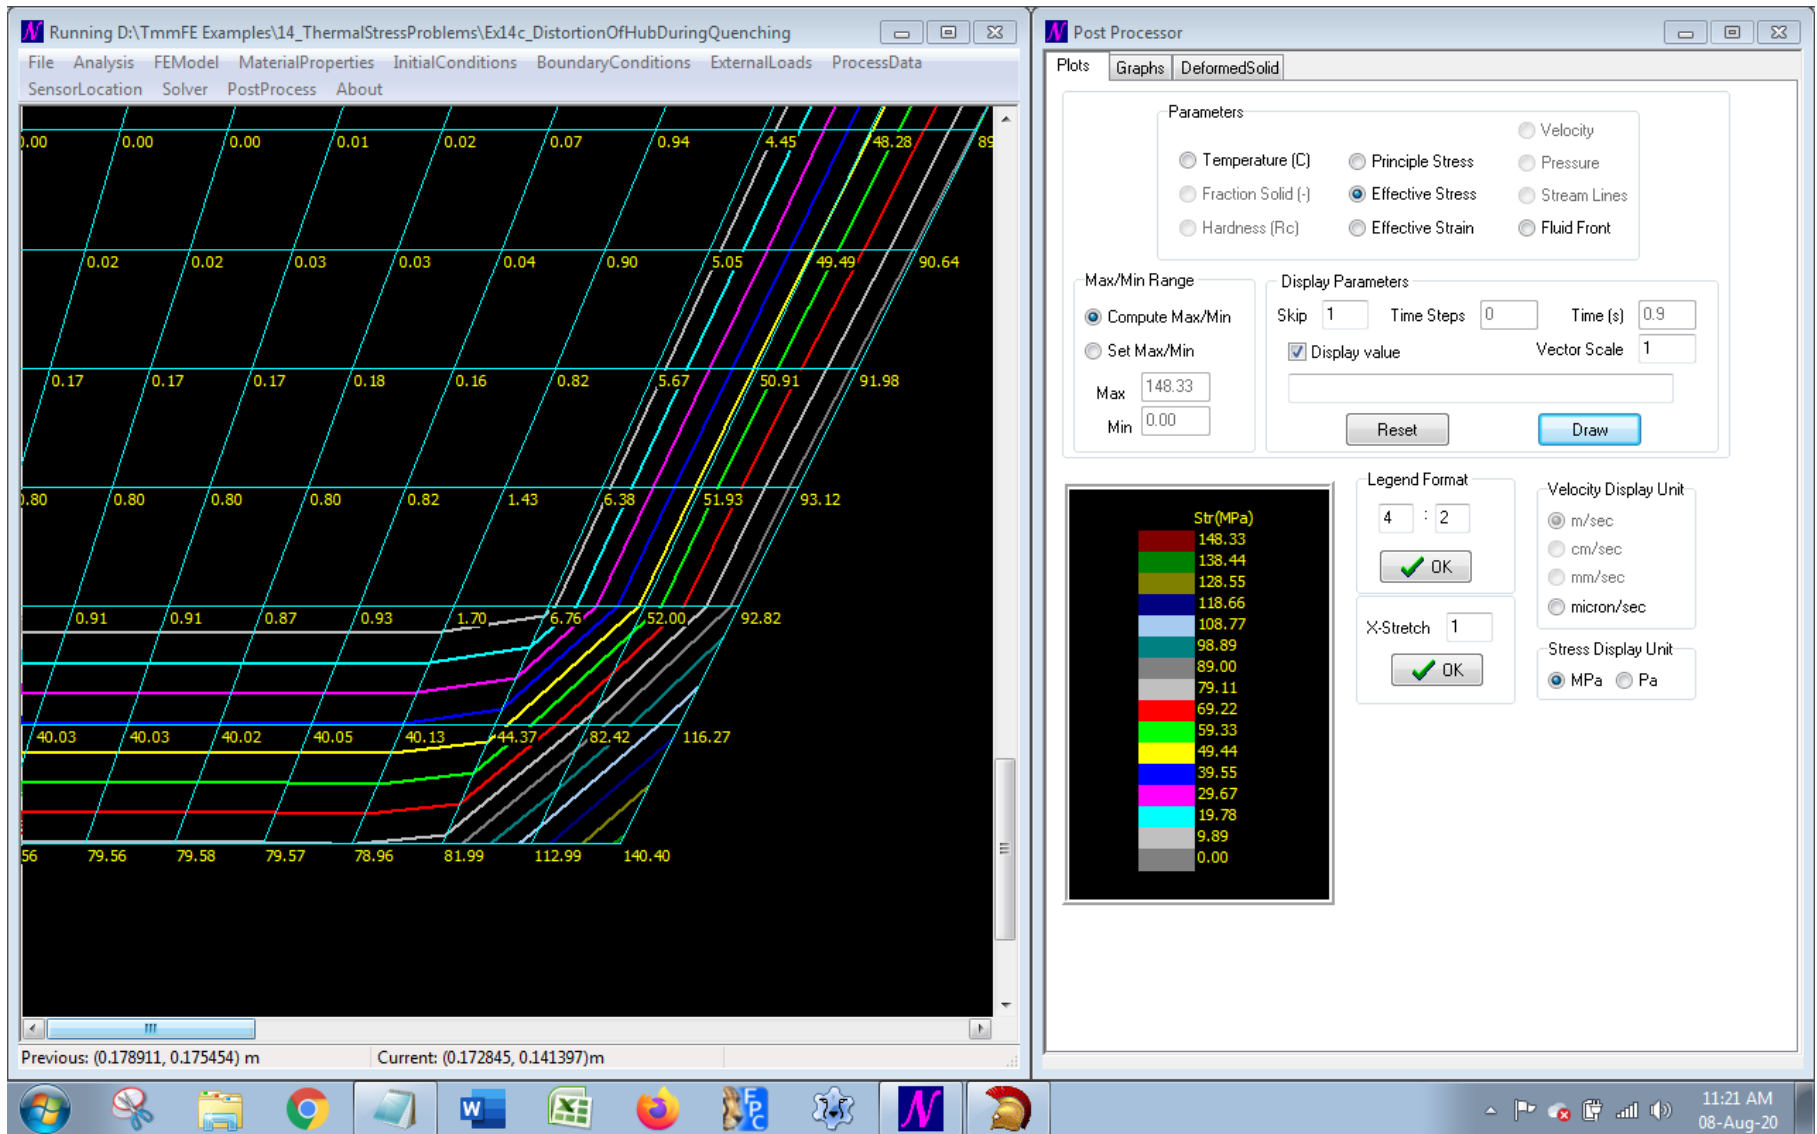 Running D:\TmmFE Examples\14_ThermalStressProblems\Ex14c_DistortionOfHubDuringQuenching
File Analysis FEModel MaterialProperties InitialConditions BoundaryConditions ExternalLoads ProcessData
SensorLocation Solver PostProcess About
0.00 0.00 0.00 0.01 0.02 0.07 0.94 4.45 48.28 89
0.02 0.02 0.03 0.03 0.04 0.90 5.05 49.49 90.64
0.17 0.17 0.17 0.18 0.16 0.82 5.67 50.91 91.98
0.80 0.80 0.80 0.80 0.82 1.43 6.38 51.93 93.12
0.91 0.91 0.87 0.93 1.70 6.76 52.00 92.82
40.03 40.03 40.02 40.05 40.13 44.37 82.42 116.27
56 79.56 79.58 79.57 78.96 81.99 112.99 140.40
Previous: (0.178911, 0.175454) m Current: (0.172845, 0.141397)m
Post Processor
Plots Graphs DeformedSolid
Parameters
Velocity
Temperature (C) Principle Stress Pressure
Fraction Solid (-) Effective Stress Stream Lines
Hardness (Rc) Effective Strain Fluid Front
Max/Min Range
Compute Max/Min
Set Max/Min
Max 148.33
Min 0.00
Display Parameters
Skip 1 Time Steps 0 Time (s) 0.9
Display value Vector Scale 1
Reset Draw
Str(MPa)
148.33
138.44
128.55
118.66
108.77
98.89
89.00
79.11
69.22
59.33
49.44
39.55
29.67
19.78
9.89
0.00
Legend Format
4 : 2
OK
X-Stretch 1
OK
Velocity Display Unit
m/sec
cm/sec
mm/sec
micron/sec
Stress Display Unit
MPa Pa
W
FPC
N
11:21 AM
08-Aug-20